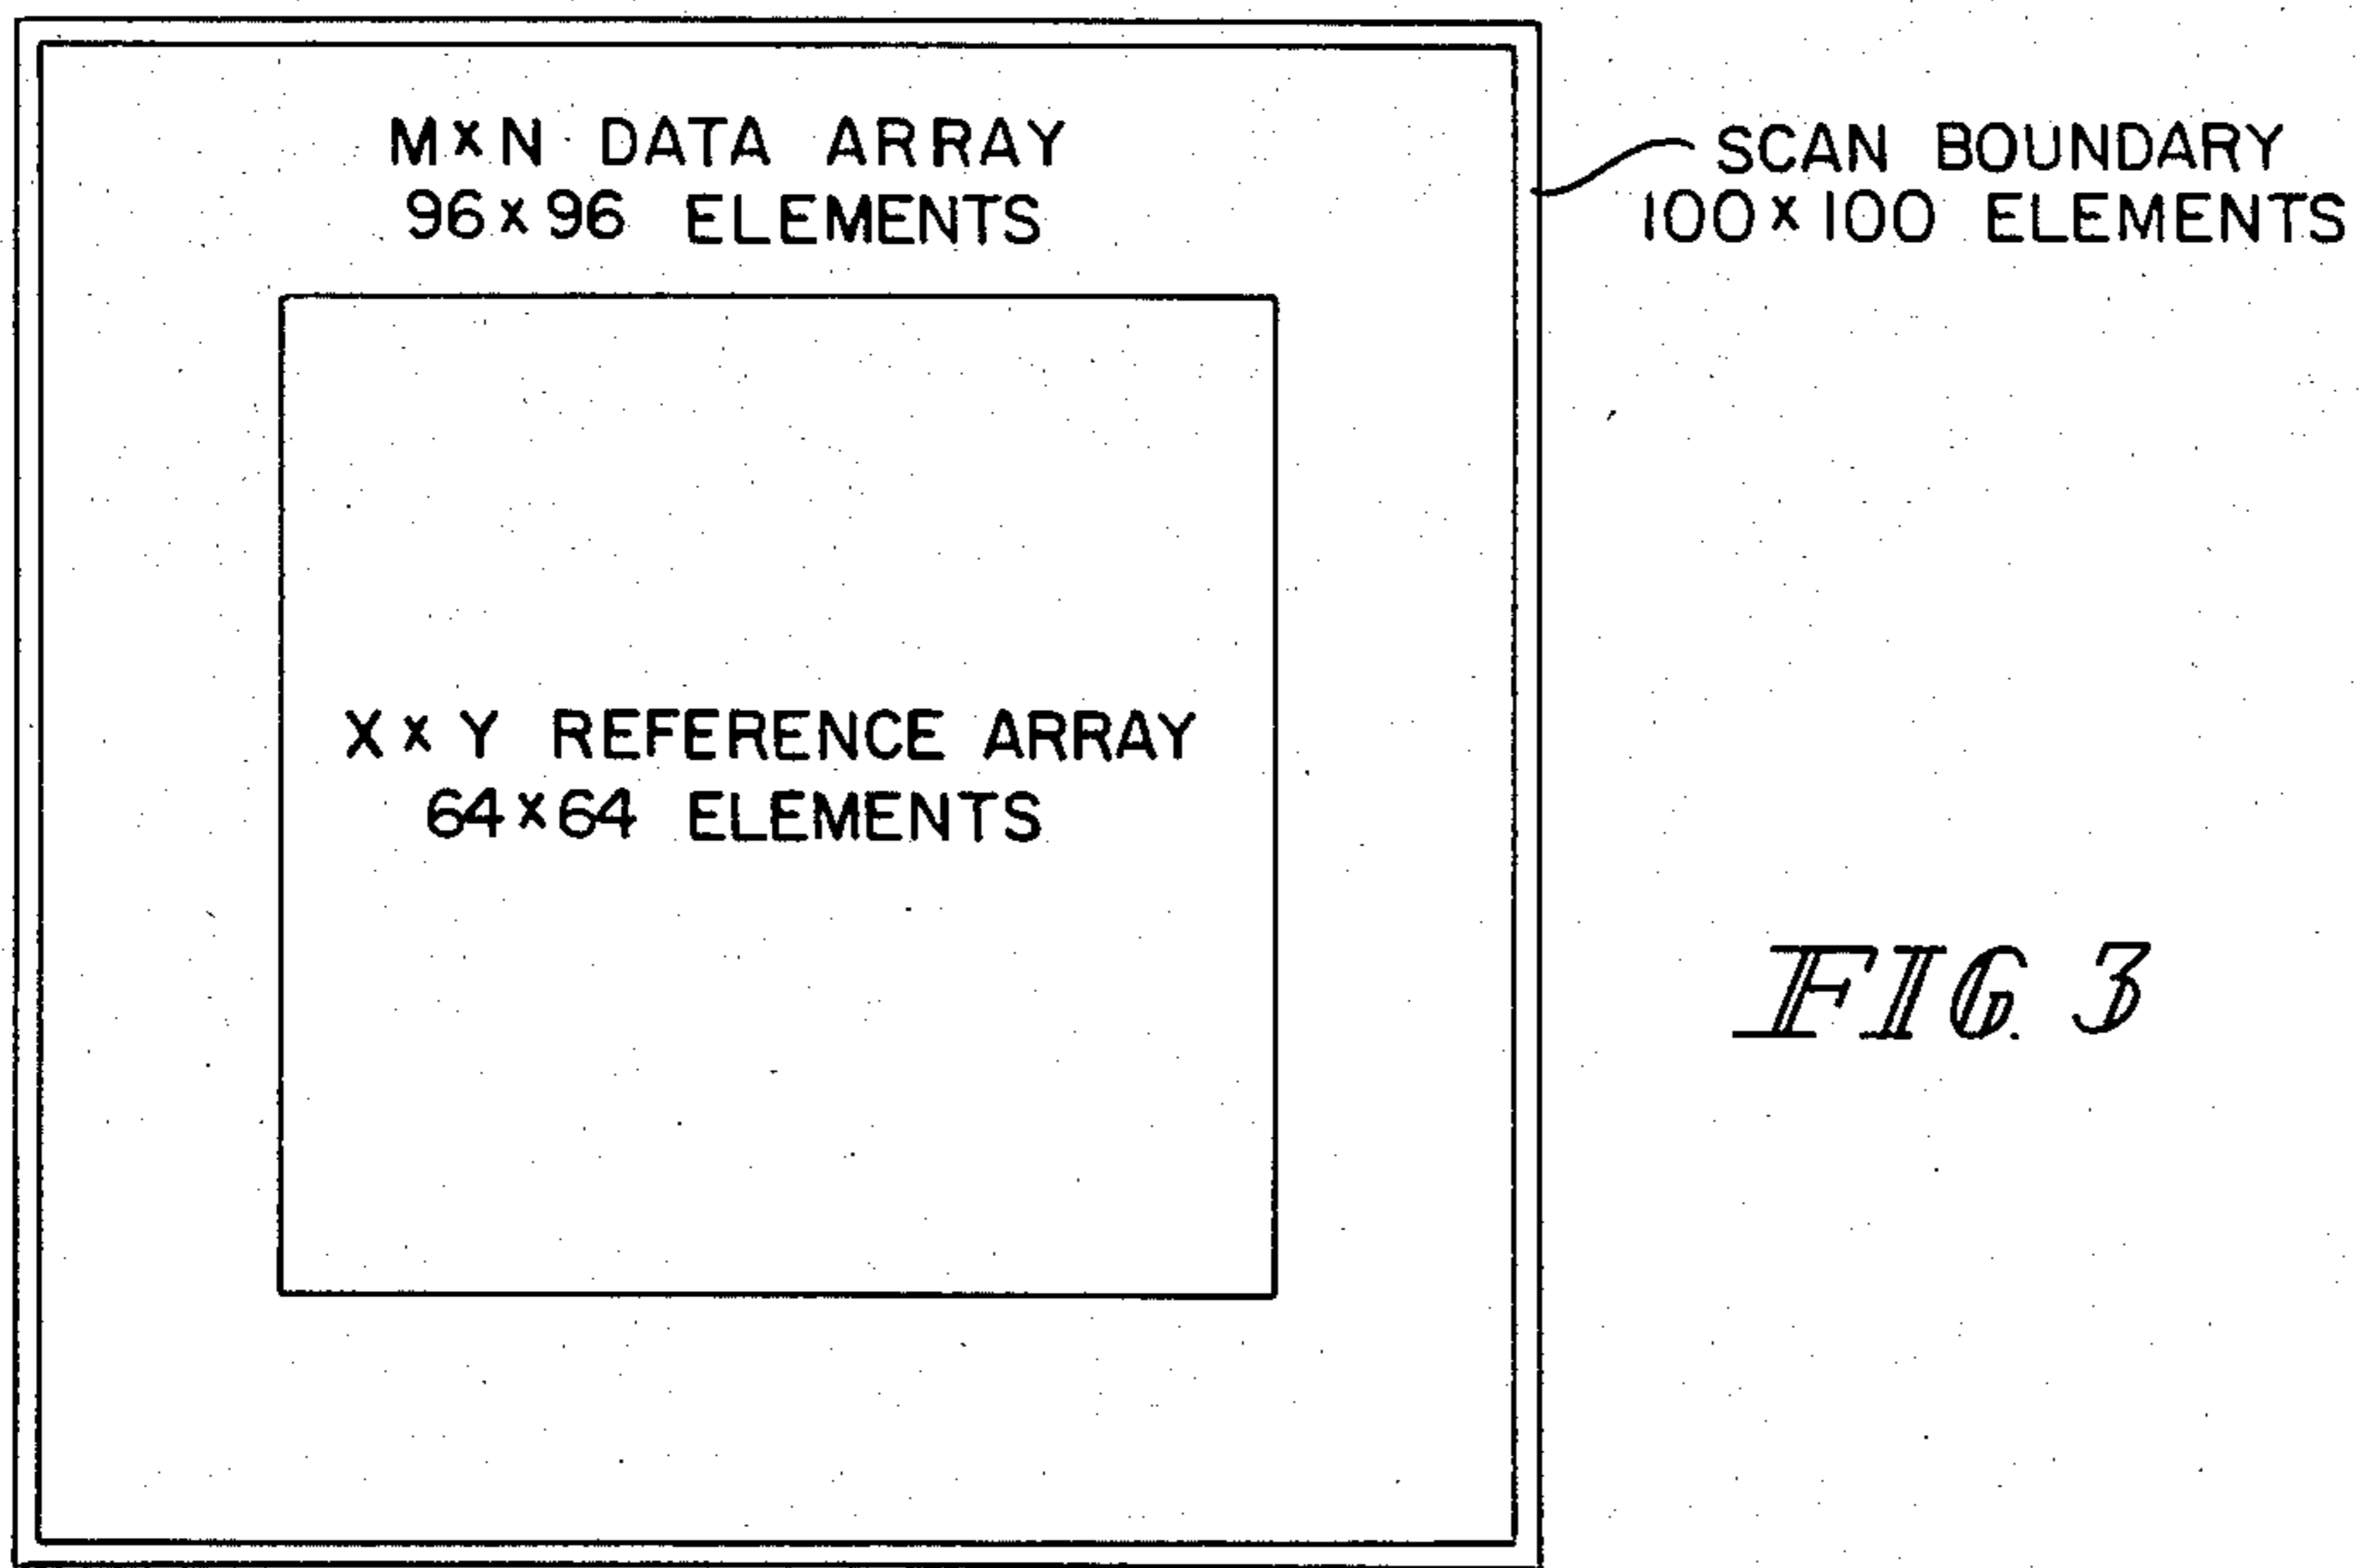 M×N DATA ARRAY
96×96 ELEMENTS
SCAN BOUNDARY
100×100 ELEMENTS
X×Y REFERENCE ARRAY
64×64 ELEMENTS
FIG. 3